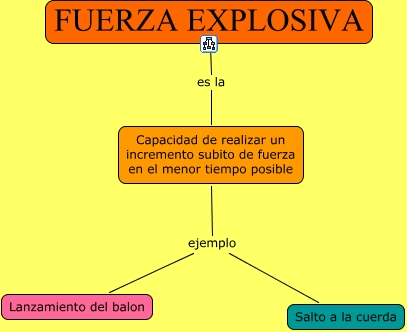 FUERZA EXPLOSIVA
es la
Capacidad de realizar un
incremento subito de fuerza
en el menor tiempo posible
ejemplo
Lanzamiento del balon
Salto a la cuerda